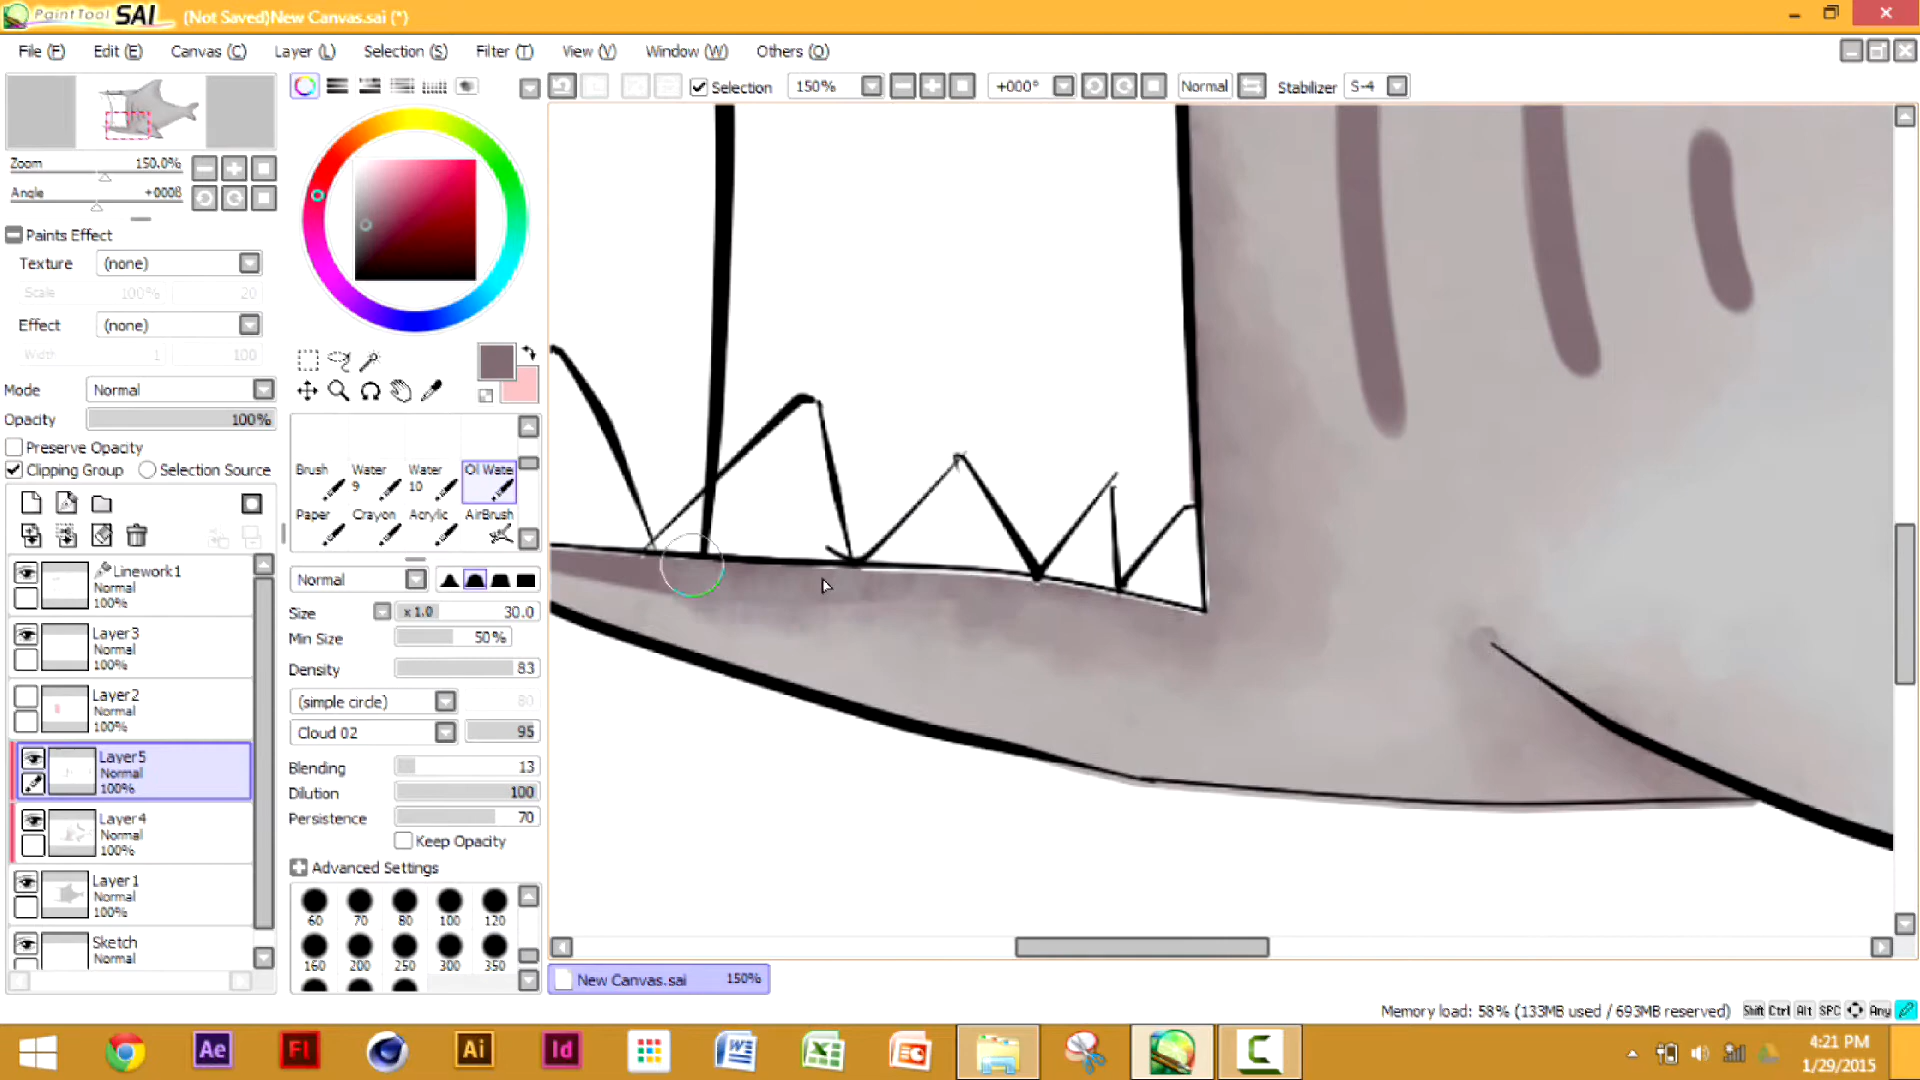 PaintTool SAI (Not Saved)New Canvas.sai (*)
File (F) Edit (E) Canvas (C) Layer (L) Selection (S) Filter (T) View (V) Window (W) Others (O)
Selection 150% +000° Normal Stabilizer S-4
Zoom 150.0%
Angle +000ß
Paints Effect
Texture (none)
Scale 100% 20
Effect (none)
Width 1 100
Mode Normal
Opacity 100%
Preserve Opacity
Clipping Group Selection Source
Linework1
Normal
100%
Layer3
Normal
100%
Layer2
Normal
100%
Layer5
Normal
100%
Layer4
Normal
100%
Layer1
Normal
100%
Sketch
Normal
Brush Water 9 Water 10 Oil Wate
Paper Crayon Acrylic AirBrush
Normal
Size x 1.0 30.0
Min Size 50%
Density 83
(simple circle) 80
Cloud 02 95
Blending 13
Dilution 100
Persistence 70
Keep Opacity
Advanced Settings
60 70 80 100 120
160 200 250 300 350
New Canvas.sai 150%
Memory load: 58% (133MB used / 693MB reserved) Shift Ctrl Alt SPC Any
Ae Fl Ai Id
4:21 PM
1/29/2015